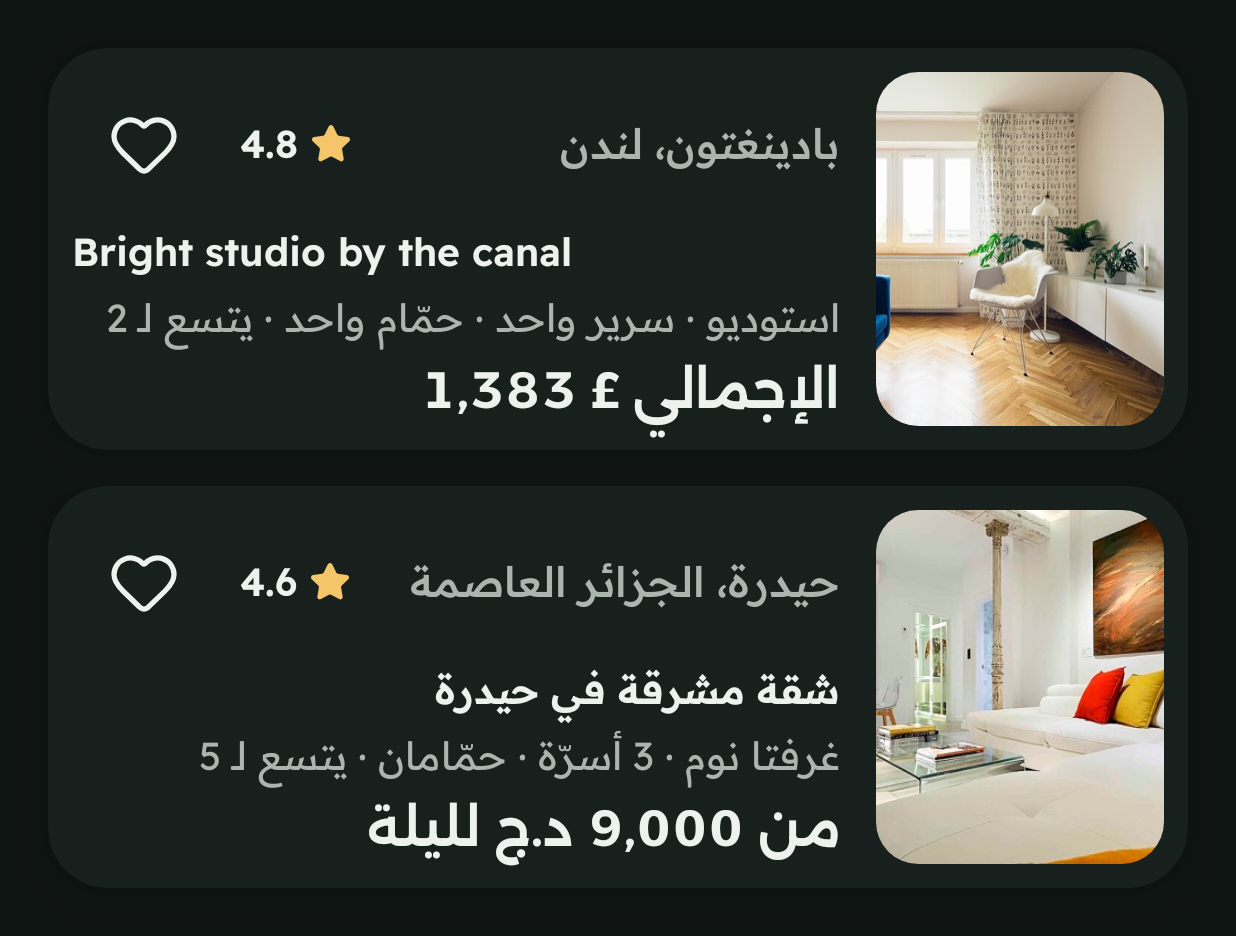 بادينغتون، لندن
4.8
Bright studio by the canal
استوديو · سرير واحد · حمّام واحد · يتسع لـ 2
الإجمالي £ 1,383
حيدرة، الجزائر العاصمة
4.6
شقة مشرقة في حيدرة
غرفتا نوم · 3 أسرّة · حمّامان · يتسع لـ 5
من 9,000 د.ج لليلة